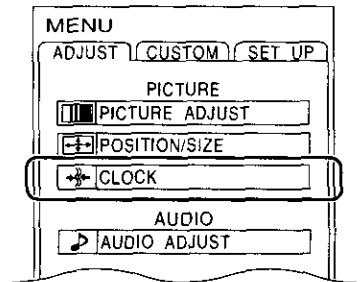 MENU
ADJUST CUSTOM SET UP
PICTURE
PICTURE ADJUST
POSITION/SIZE
CLOCK
AUDIO
AUDIO ADJUST